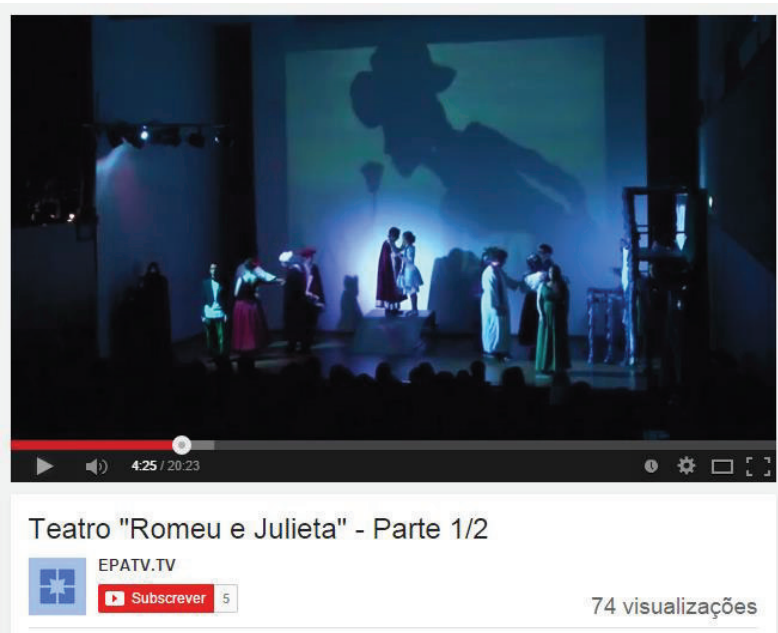 4:25 / 20:23
Teatro "Romeu e Julieta" - Parte 1/2
EPATV.TV
Subscrever 5
74 visualizações